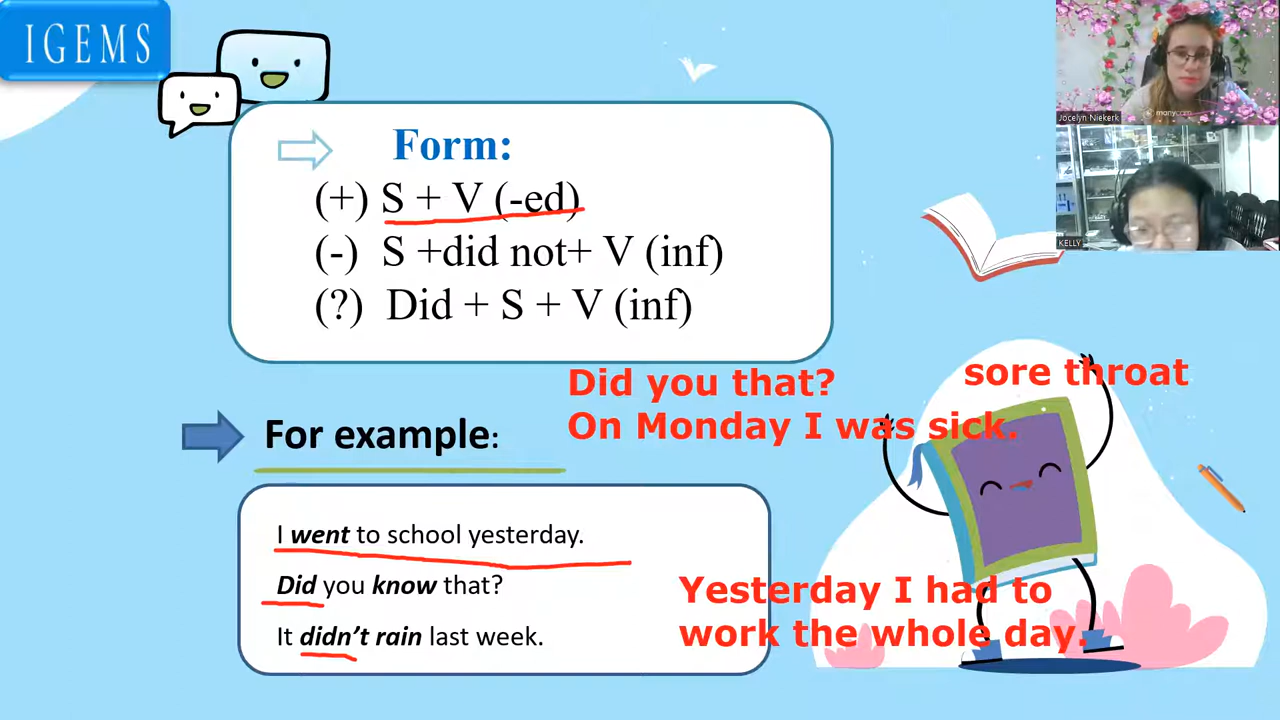 IGEMS
Form:
(+) S + V (-ed)
(-) S +did not+ V (inf)
(?) Did + S + V (inf)
Did you that?
On Monday I was sick.
sore throat
For example:
I went to school yesterday.
Did you know that?
It didn't rain last week.
Yesterday I had to
work the whole day.
manycam
Jocelyn Niekerk
KELLY